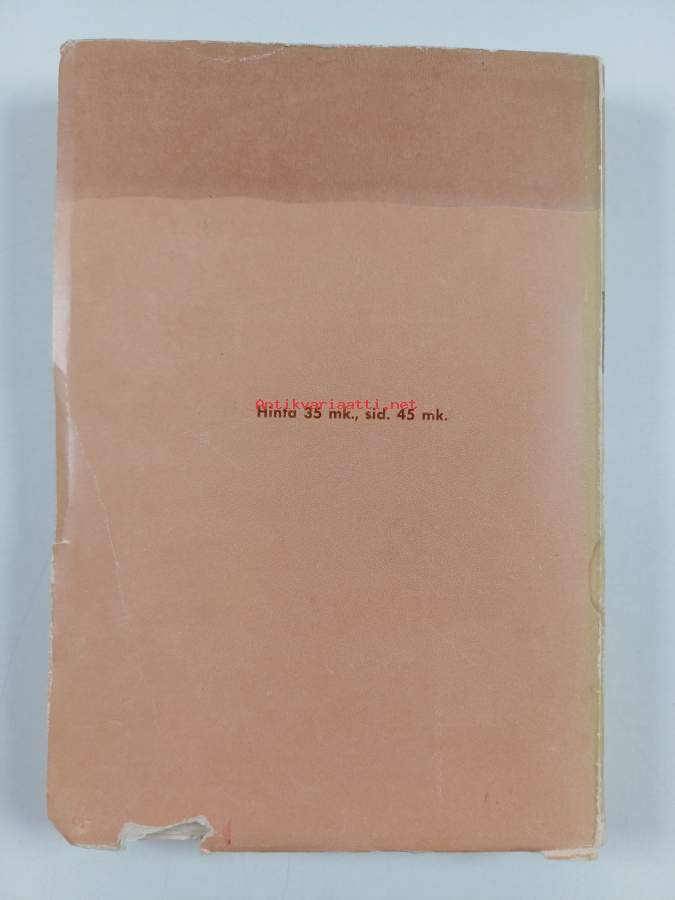 Antikvariaatti.net
Hinta 35 mk., sid. 45 mk.